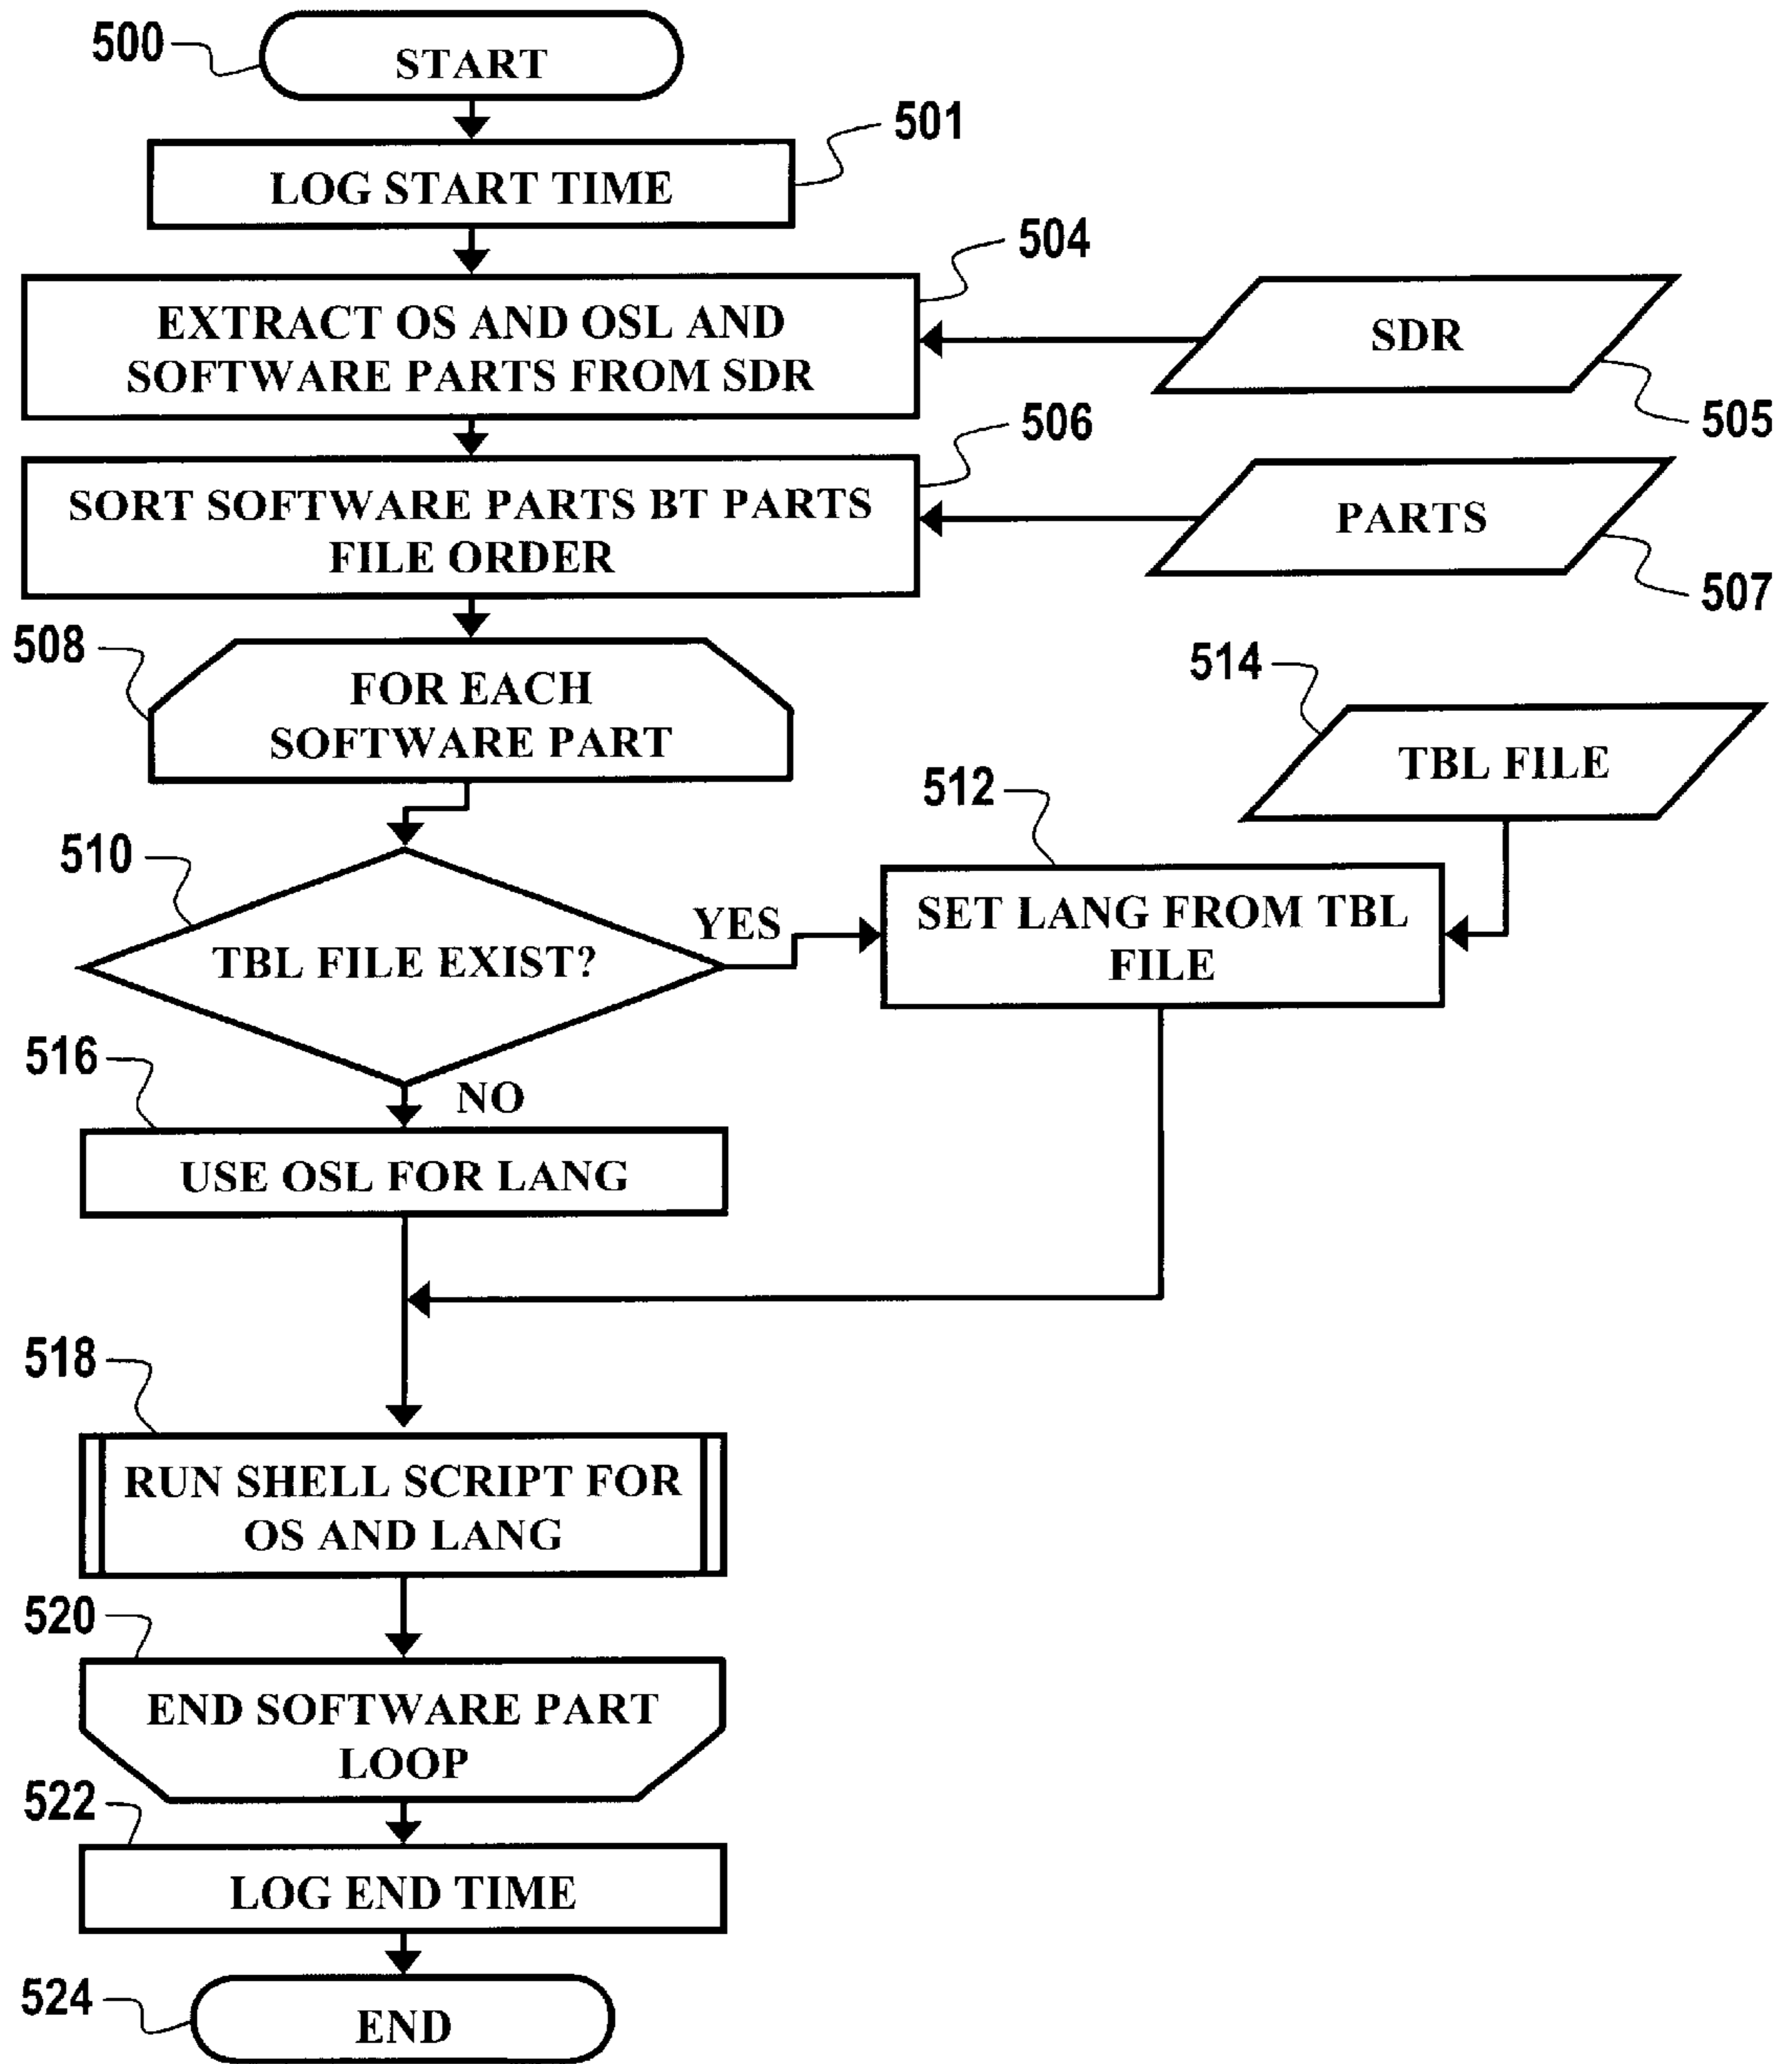 500
START
501
LOG START TIME
504
EXTRACT OS AND OSL AND
SOFTWARE PARTS FROM SDR
SDR
505
506
SORT SOFTWARE PARTS BT PARTS
FILE ORDER
PARTS
507
508
FOR EACH
SOFTWARE PART
514
TBL FILE
510
TBL FILE EXIST?
YES
512
SET LANG FROM TBL
FILE
NO
516
USE OSL FOR LANG
518
RUN SHELL SCRIPT FOR
OS AND LANG
520
END SOFTWARE PART
LOOP
522
LOG END TIME
524
END